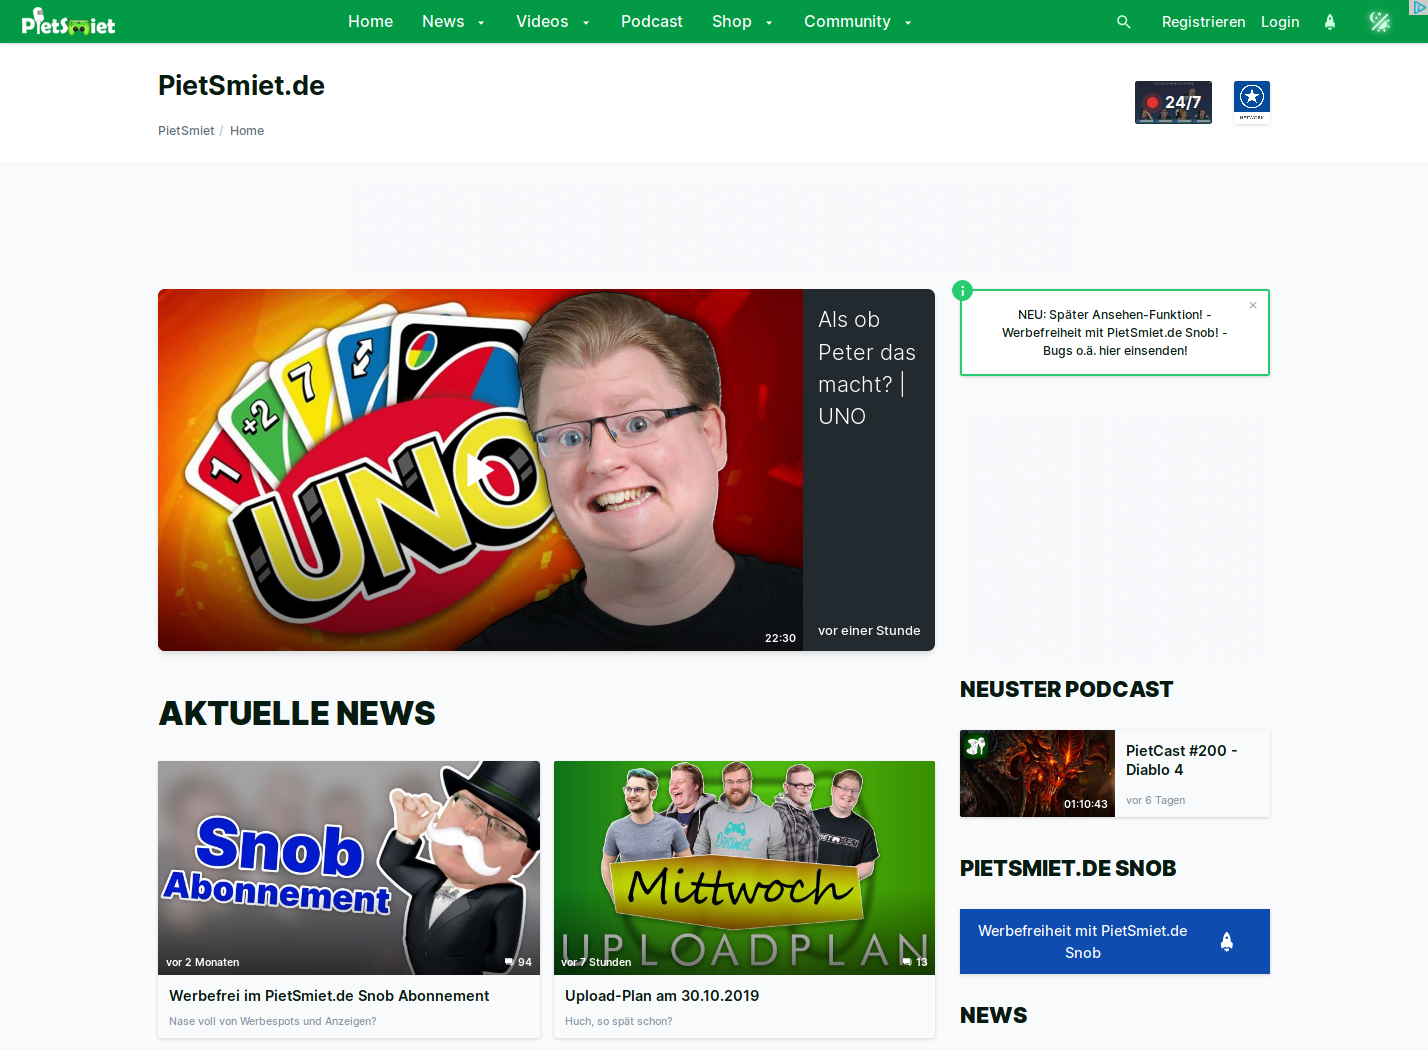 PietSmiet
Home News Videos Podcast Shop Community Registrieren Login
PietSmiet.de
PietSmiet / Home
24/7
NETWORK
1 +2 7
UNO
Als ob
Peter das
macht? |
UNO
22:30
vor einer Stunde
NEU: Später Ansehen-Funktion! -
Werbefreiheit mit PietSmiet.de Snob! -
Bugs o.ä. hier einsenden!
AKTUELLE NEWS
Snob
Abonnement
vor 2 Monaten 94
Werbefrei im PietSmiet.de Snob Abonnement
Nase voll von Werbespots und Anzeigen?
Mittwoch
UPLOADPLAN
vor 7 Stunden 13
Upload-Plan am 30.10.2019
Huch, so spät schon?
NEUSTER PODCAST
01:10:43
PietCast #200 -
Diablo 4
vor 6 Tagen
PIETSMIET.DE SNOB
Werbefreiheit mit PietSmiet.de
Snob
NEWS